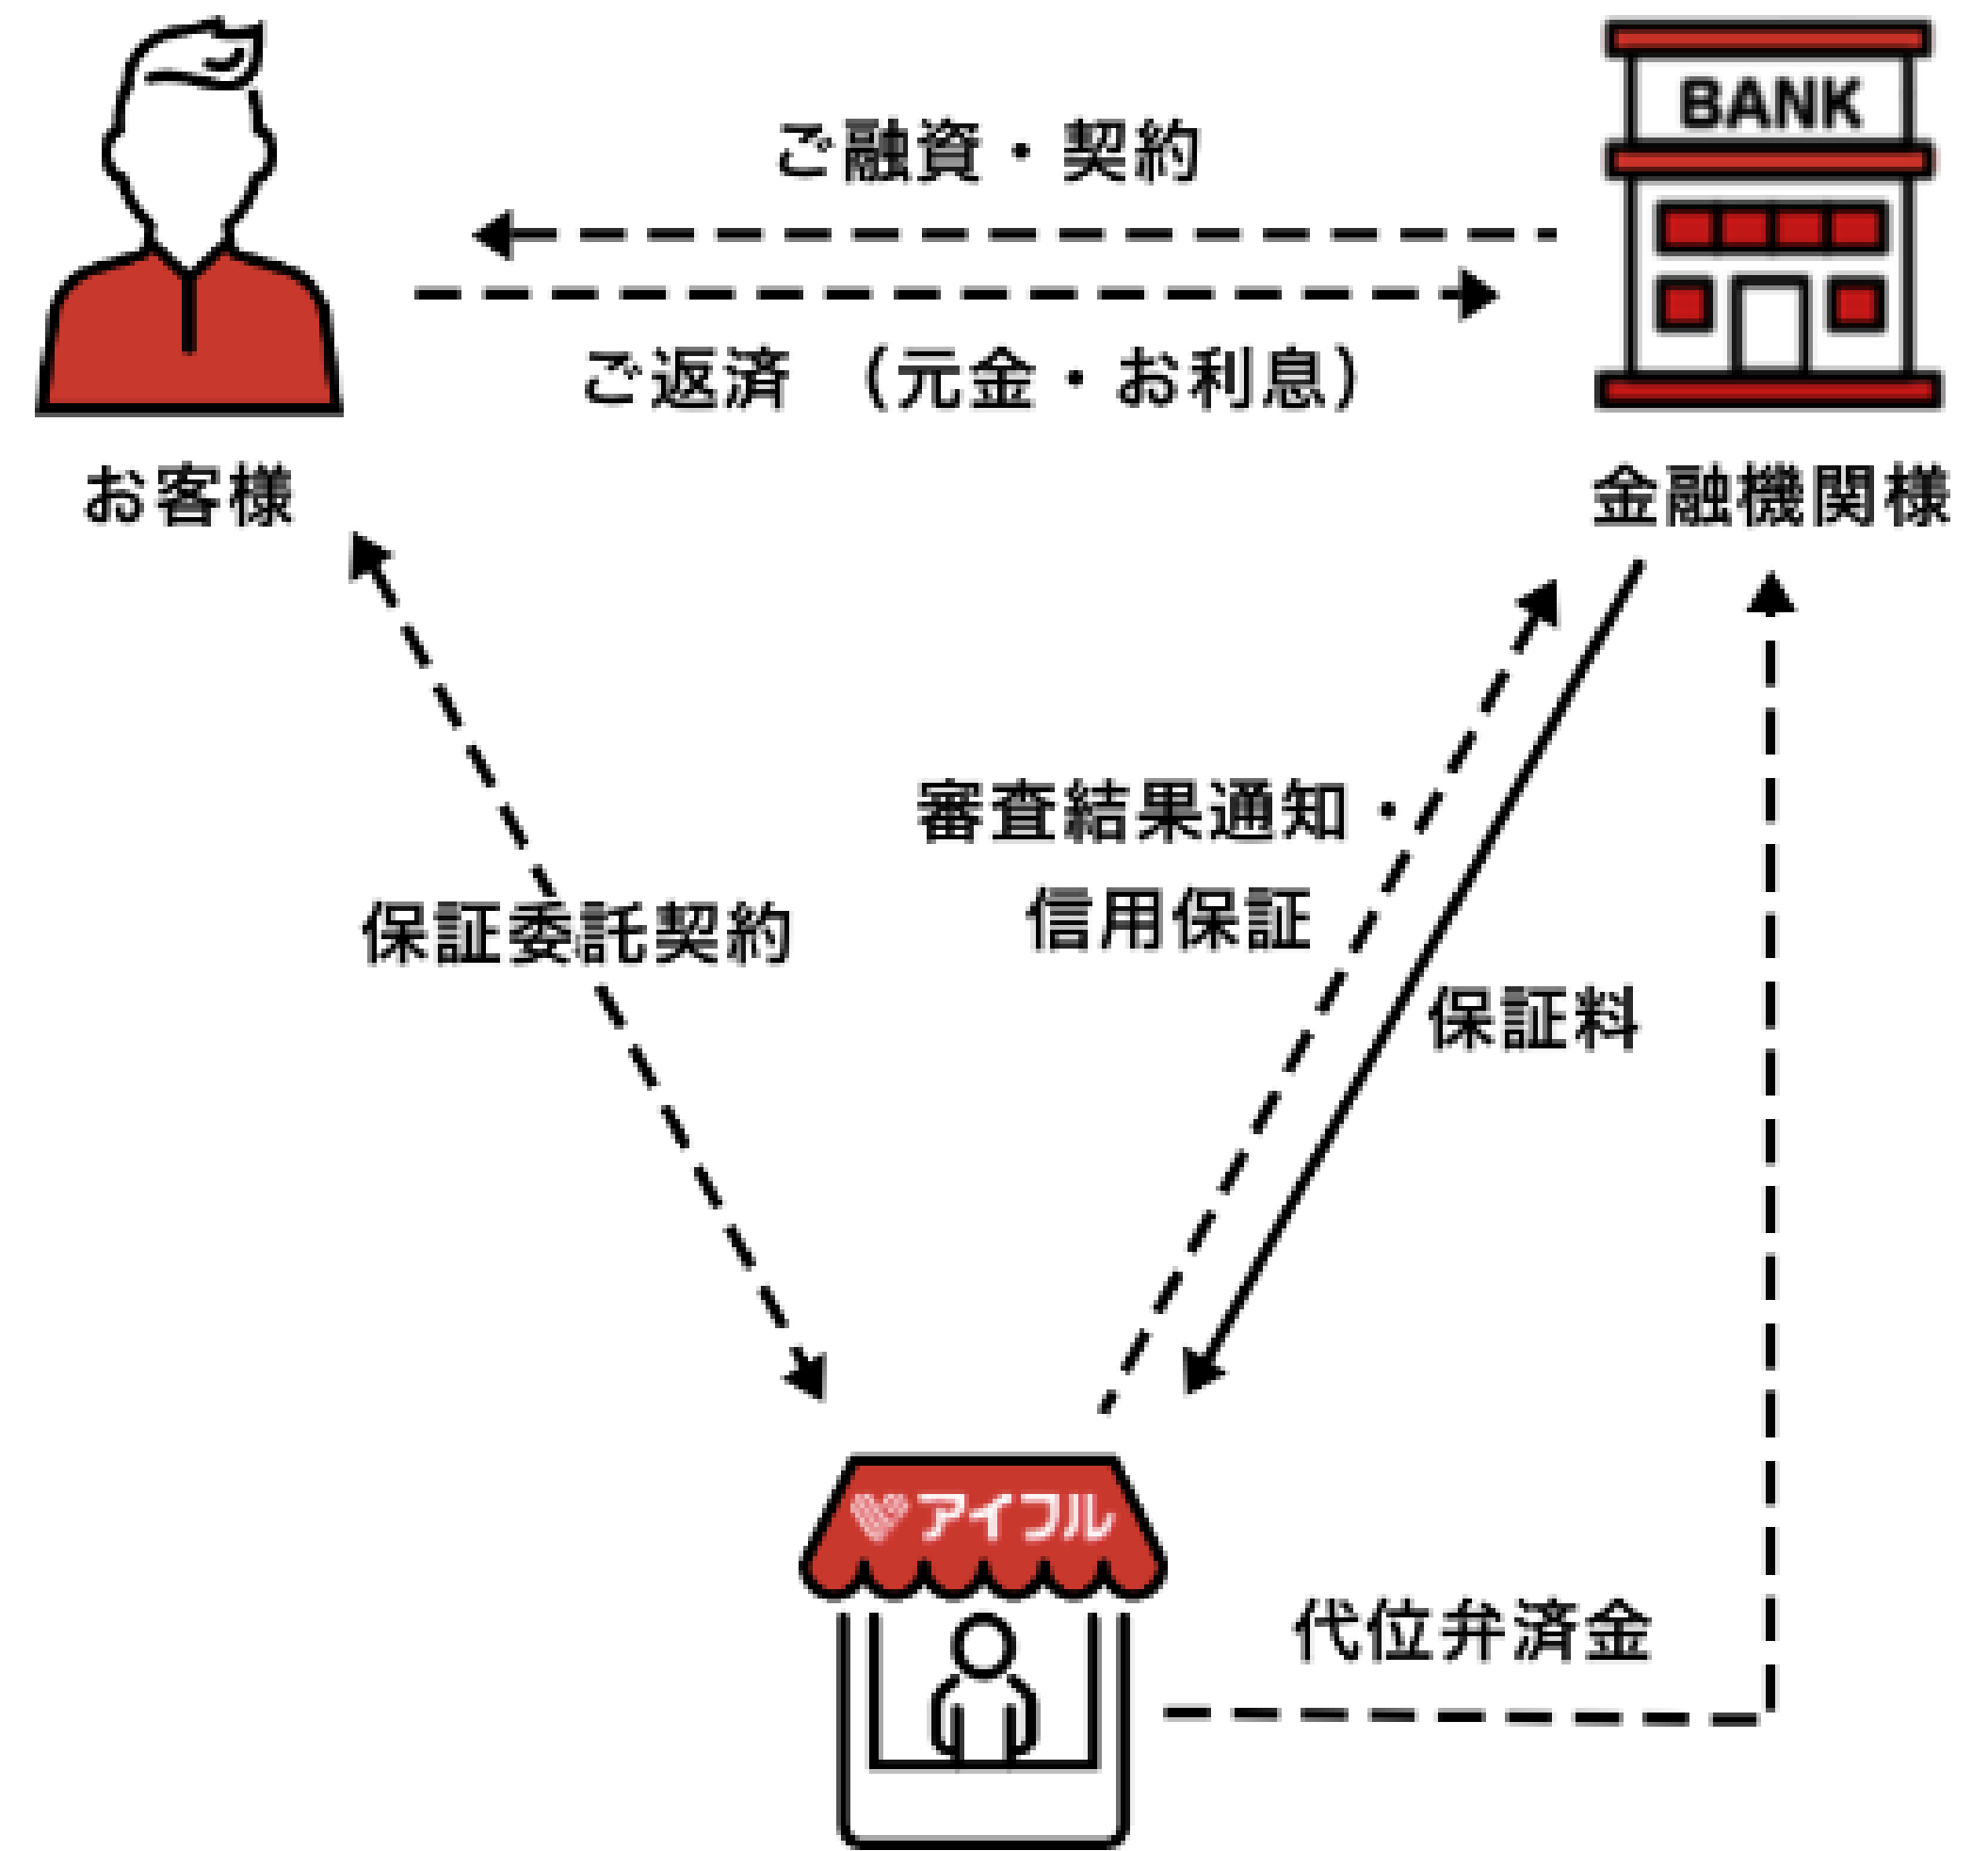 BANK
ご融資・契約
ご返済 （元金・お利息）
お客様
金融機関様
審査結果通知・
信用保証
保証委託契約
保証料
アイフル
代位弁済金